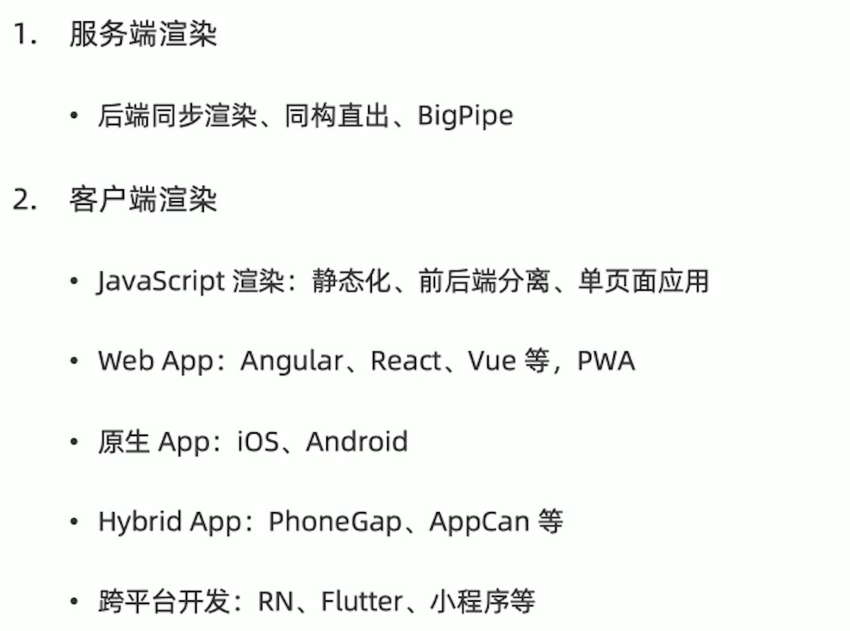 1. 服务端渲染
• 后端同步渲染、同构直出、BigPipe
2. 客户端渲染
• JavaScript 渲染：静态化、前后端分离、单页面应用
• Web App：Angular、React、Vue 等，PWA
• 原生 App：iOS、Android
• Hybrid App：PhoneGap、AppCan 等
• 跨平台开发：RN、Flutter、小程序等